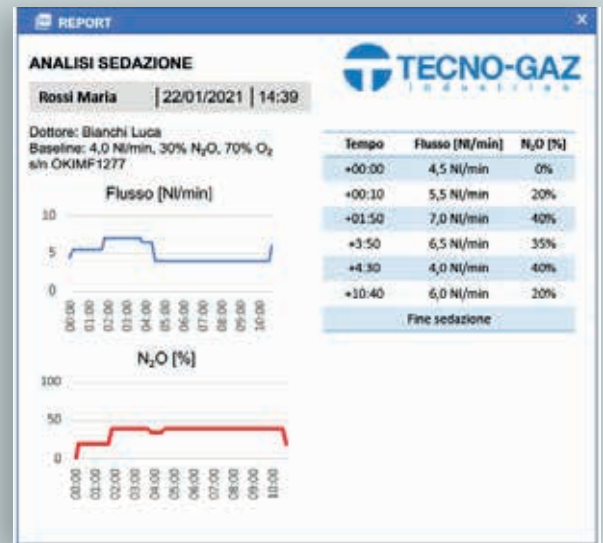 REPORT
×
ANALISI SEDAZIONE
Rossi Maria | 22/01/2021 | 14:39
Dottore: Bianchi Luca
Baseline: 4,0 Nl/min, 30% N₂O, 70% O₂
s/n OKIMF1277
Flusso [Nl/min]
10
5
0
00:00 01:00 02:00 03:00 04:00 05:00 06:00 07:00 08:00 09:00 10:00
N₂O [%]
100
50
0
00:00 01:00 02:00 03:00 04:00 05:00 06:00 07:00 08:00 09:00 10:00
TECNO-GAZ
industries
Tempo Flusso [Nl/min] N₂O [%]
+00:00 4,5 Nl/min 0%
+00:10 5,5 Nl/min 20%
+01:50 7,0 Nl/min 40%
+3:50 6,5 Nl/min 35%
+4:30 4,0 Nl/min 40%
+10:40 6,0 Nl/min 20%
Fine sedazione